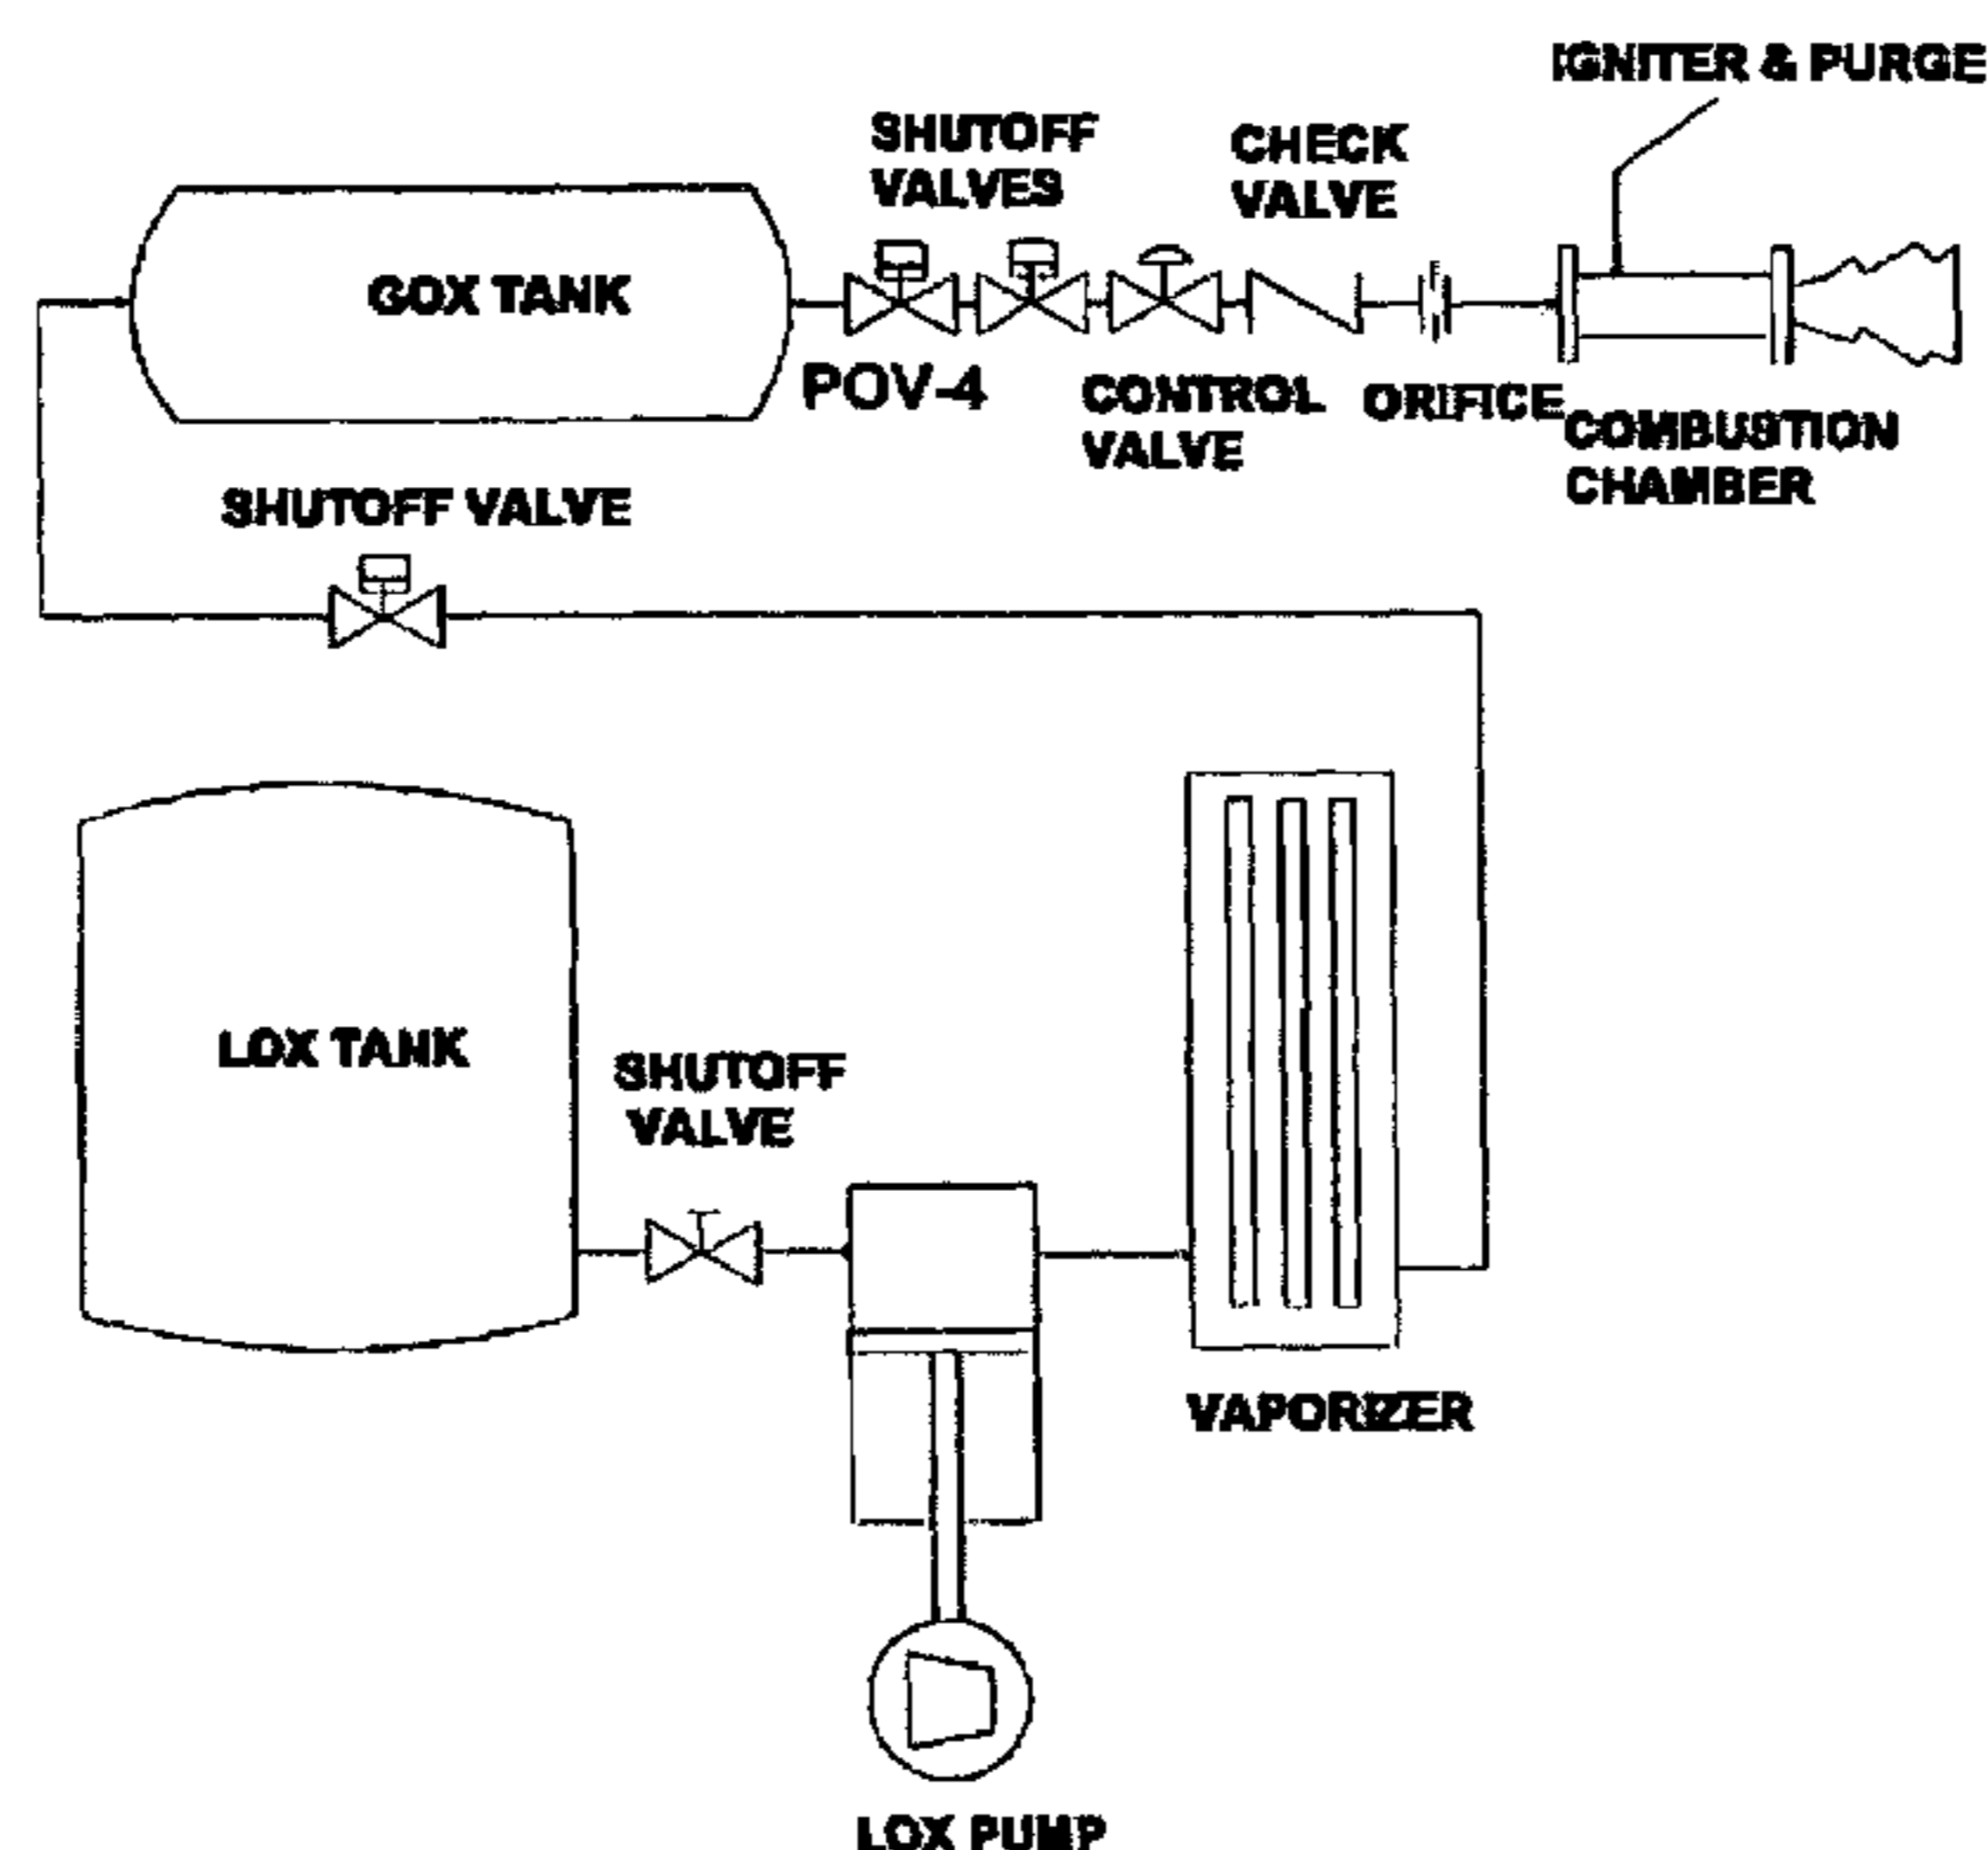 IGNITER & PURGE
SHUTOFF
VALVES
CHECK
VALVE
GOX TANK
POV-4
CONTROL
VALVE
ORIFICE
COMBUSTION
CHAMBER
SHUTOFF VALVE
LOX TANK
SHUTOFF
VALVE
VAPORIZER
LOX PUMP